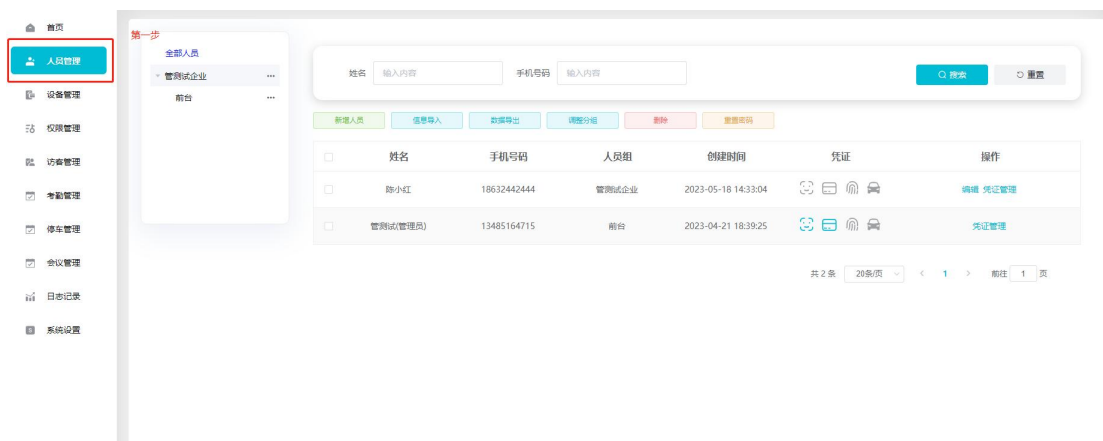 首页
人员管理
设备管理
权限管理
访客管理
考勤管理
停车管理
会议管理
日志记录
系统设置
第一步
全部人员
管测试企业 ···
前台 ···
姓名 输入内容 手机号码 输入内容 搜索 重置
新增人员 信息导入 数据导出 调整分组 删除 重置密码
姓名 手机号码 人员组 创建时间 凭证 操作
陈小红 18632442444 管测试企业 2023-05-18 14:33:04 编辑 凭证管理
管测试(管理员) 13485164715 前台 2023-04-21 18:39:25 凭证管理
共 2 条 20条/页 < 1 > 前往 1 页